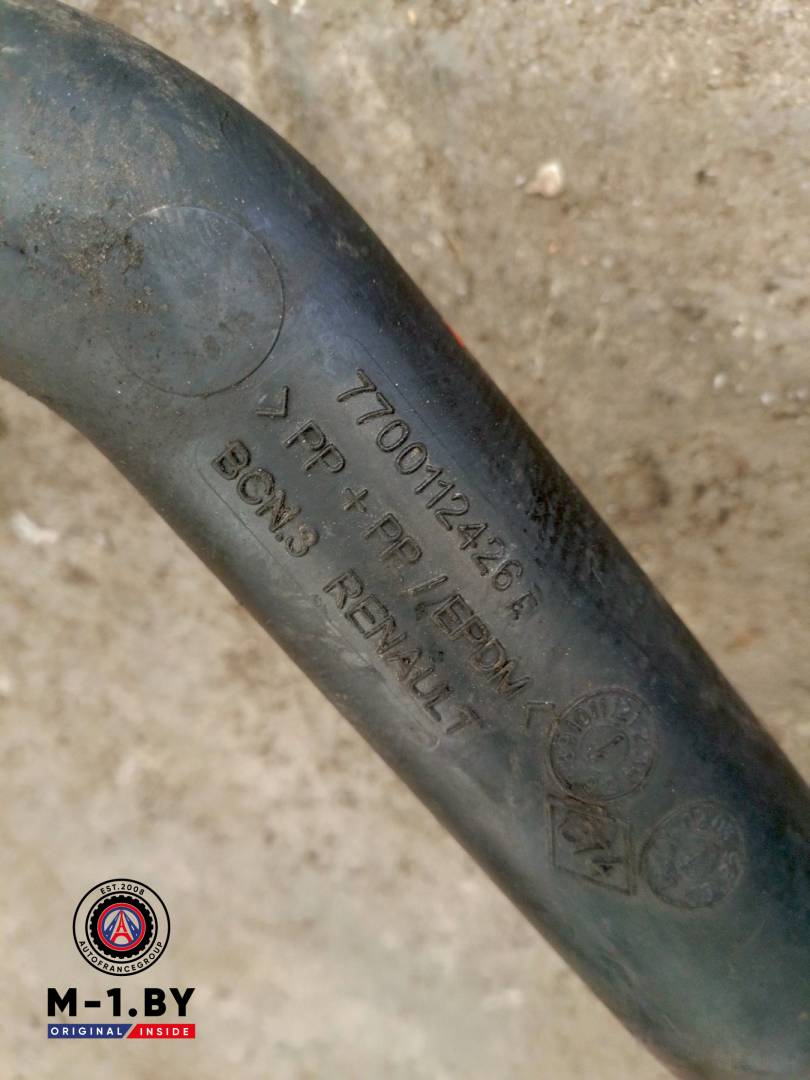 7700112426 E
> PP + PP / EPDM <
BCN.3 RENAULT
EST.2008
AUTOFRANCEGROUP
M-1.BY
ORIGINAL INSIDE